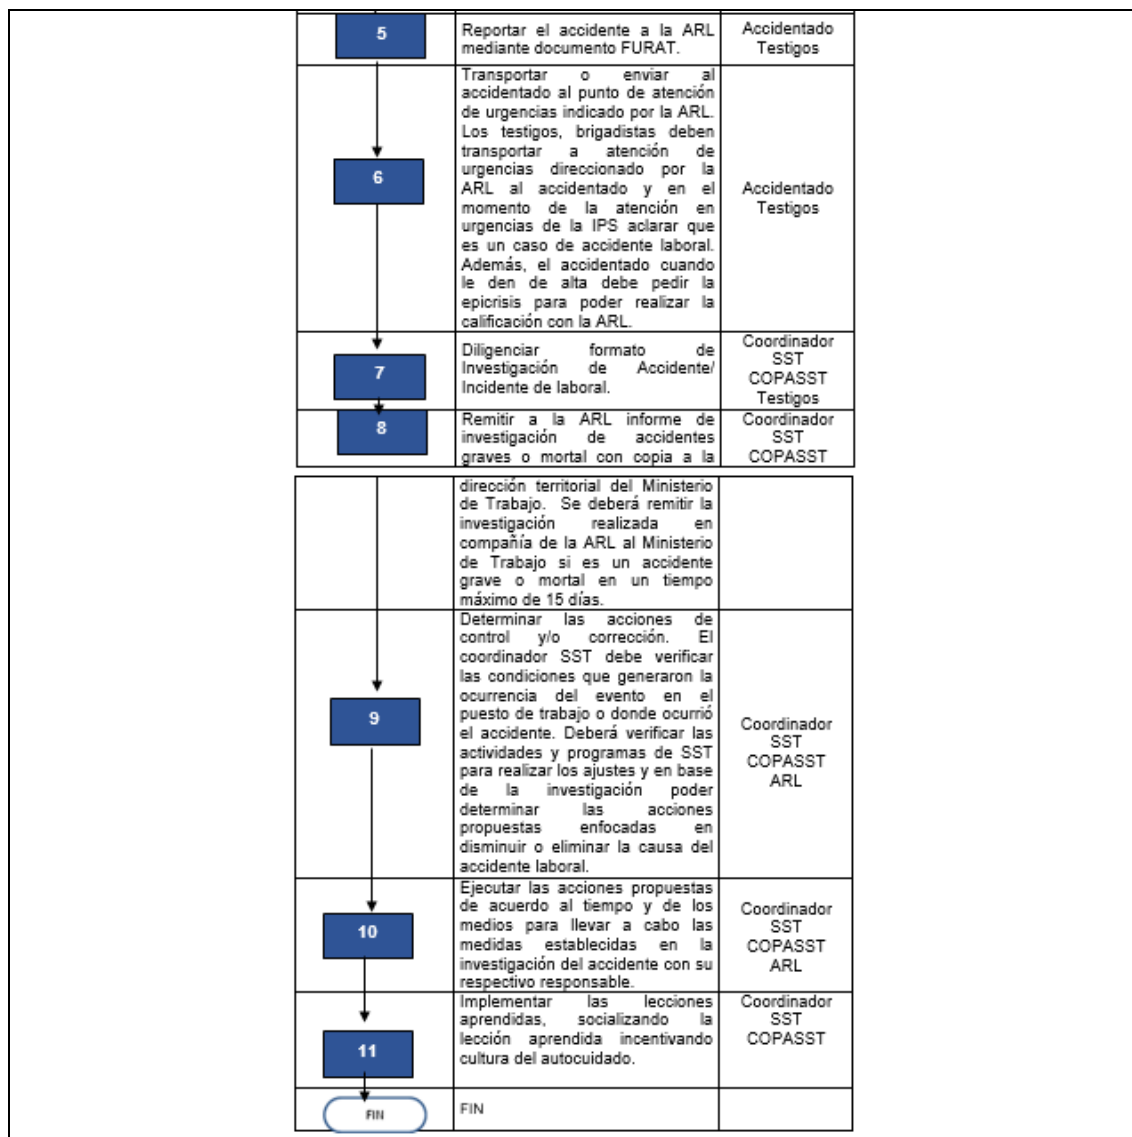 5
Reportar el accidente a la ARL
mediante documento FURAT.
Accidentado
Testigos
6
Transportar o enviar al
accidentado al punto de atención
de urgencias indicado por la ARL.
Los testigos, brigadistas deben
transportar a atención de
urgencias direccionado por la
ARL al accidentado y en el
momento de la atención en
urgencias de la IPS aclarar que
es un caso de accidente laboral.
Además, el accidentado cuando
le den de alta debe pedir la
epicrisis para poder realizar la
calificación con la ARL.
Accidentado
Testigos
7
Diligenciar formato de
Investigación de Accidente/
Incidente de laboral.
Coordinador
SST
COPASST
Testigos
8
Remitir a la ARL informe de
investigación de accidentes
graves o mortal con copia a la
Coordinador
SST
COPASST
dirección territorial del Ministerio
de Trabajo. Se deberá remitir la
investigación realizada en
compañía de la ARL al Ministerio
de Trabajo si es un accidente
grave o mortal en un tiempo
máximo de 15 días.
9
Determinar las acciones de
control y/o corrección. El
coordinador SST debe verificar
las condiciones que generaron la
ocurrencia del evento en el
puesto de trabajo o donde ocurrió
el accidente. Deberá verificar las
actividades y programas de SST
para realizar los ajustes y en base
de la investigación poder
determinar las acciones
propuestas enfocadas en
disminuir o eliminar la causa del
accidente laboral.
Coordinador
SST
COPASST
ARL
10
Ejecutar las acciones propuestas
de acuerdo al tiempo y de los
medios para llevar a cabo las
medidas establecidas en la
investigación del accidente con su
respectivo responsable.
Coordinador
SST
COPASST
ARL
11
Implementar las lecciones
aprendidas, socializando la
lección aprendida incentivando
cultura del autocuidado.
Coordinador
SST
COPASST
FIN
FIN